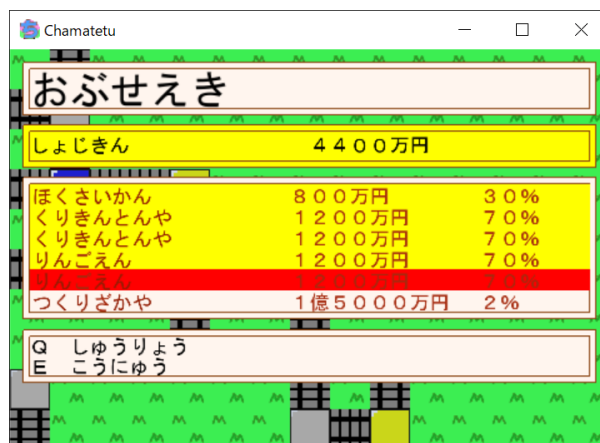 Chamatetu
おぶせえき
しょじきん ４４００万円
ほくさいかん ８００万円 ３０％
くりきんとんや １２００万円 ７０％
くりきんとんや １２００万円 ７０％
りんごえん １２００万円 ７０％
りんごえん
つくりざかや １億５０００万円 ２％
Q しゅうりょう
E こうにゅう